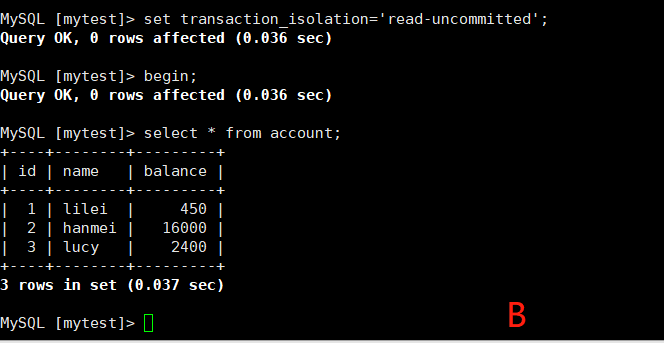 MySQL [mytest]> set transaction_isolation='read-uncommitted';
Query OK, 0 rows affected (0.036 sec)
MySQL [mytest]> begin;
Query OK, 0 rows affected (0.036 sec)
MySQL [mytest]> select * from account;
+----+--------+---------+
| id | name   | balance |
+----+--------+---------+
|  1 | lilei  |     450 |
|  2 | hanmei |   16000 |
|  3 | lucy   |    2400 |
+----+--------+---------+
3 rows in set (0.037 sec)
MySQL [mytest]>
B